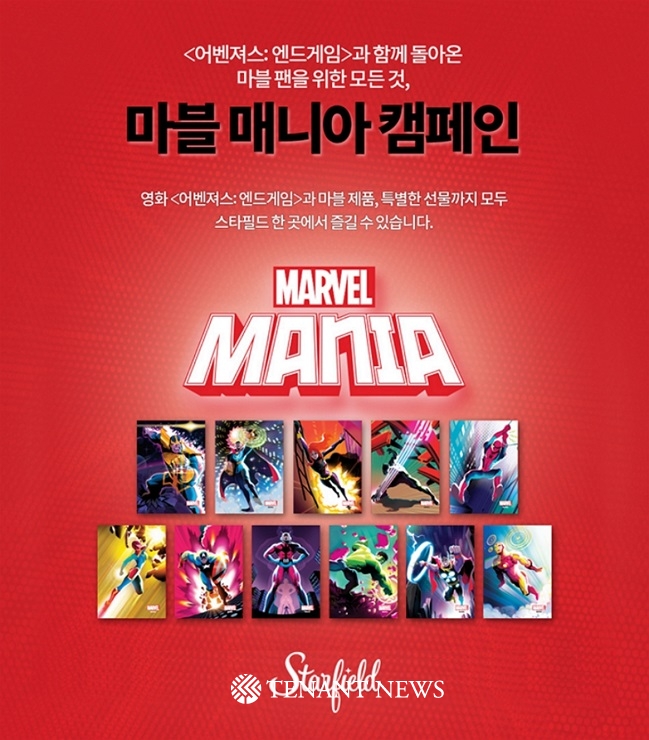 <어벤져스: 엔드게임>과 함께 돌아온
마블 팬을 위한 모든 것,
마블 매니아 캠페인
영화 <어벤져스: 엔드게임>과 마블 제품, 특별한 선물까지 모두
스타필드 한 곳에서 즐길 수 있습니다.
MARVEL
MANIA
Starfield
TENANT NEWS